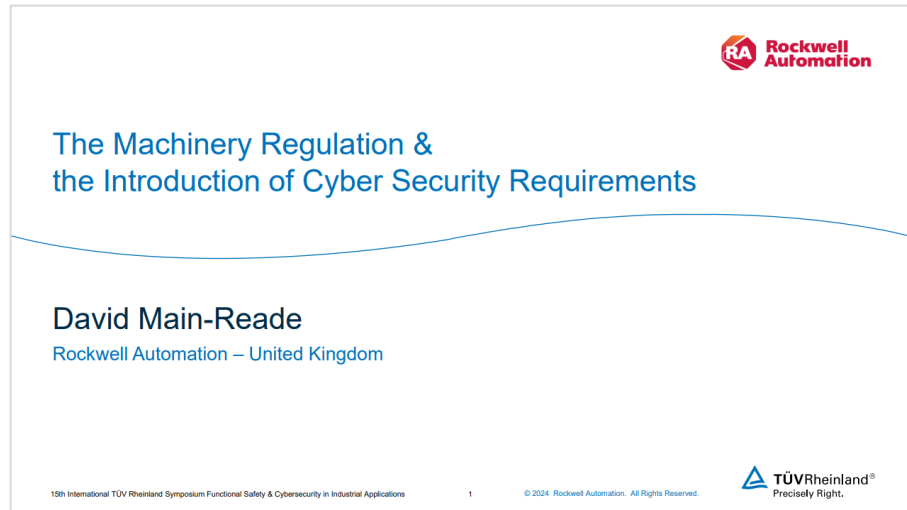 RA Rockwell
Automation
The Machinery Regulation &
the Introduction of Cyber Security Requirements
David Main-Reade
Rockwell Automation – United Kingdom
15th International TÜV Rheinland Symposium Functional Safety & Cybersecurity in Industrial Applications
1
© 2024 Rockwell Automation. All Rights Reserved.
TÜVRheinland®
Precisely Right.